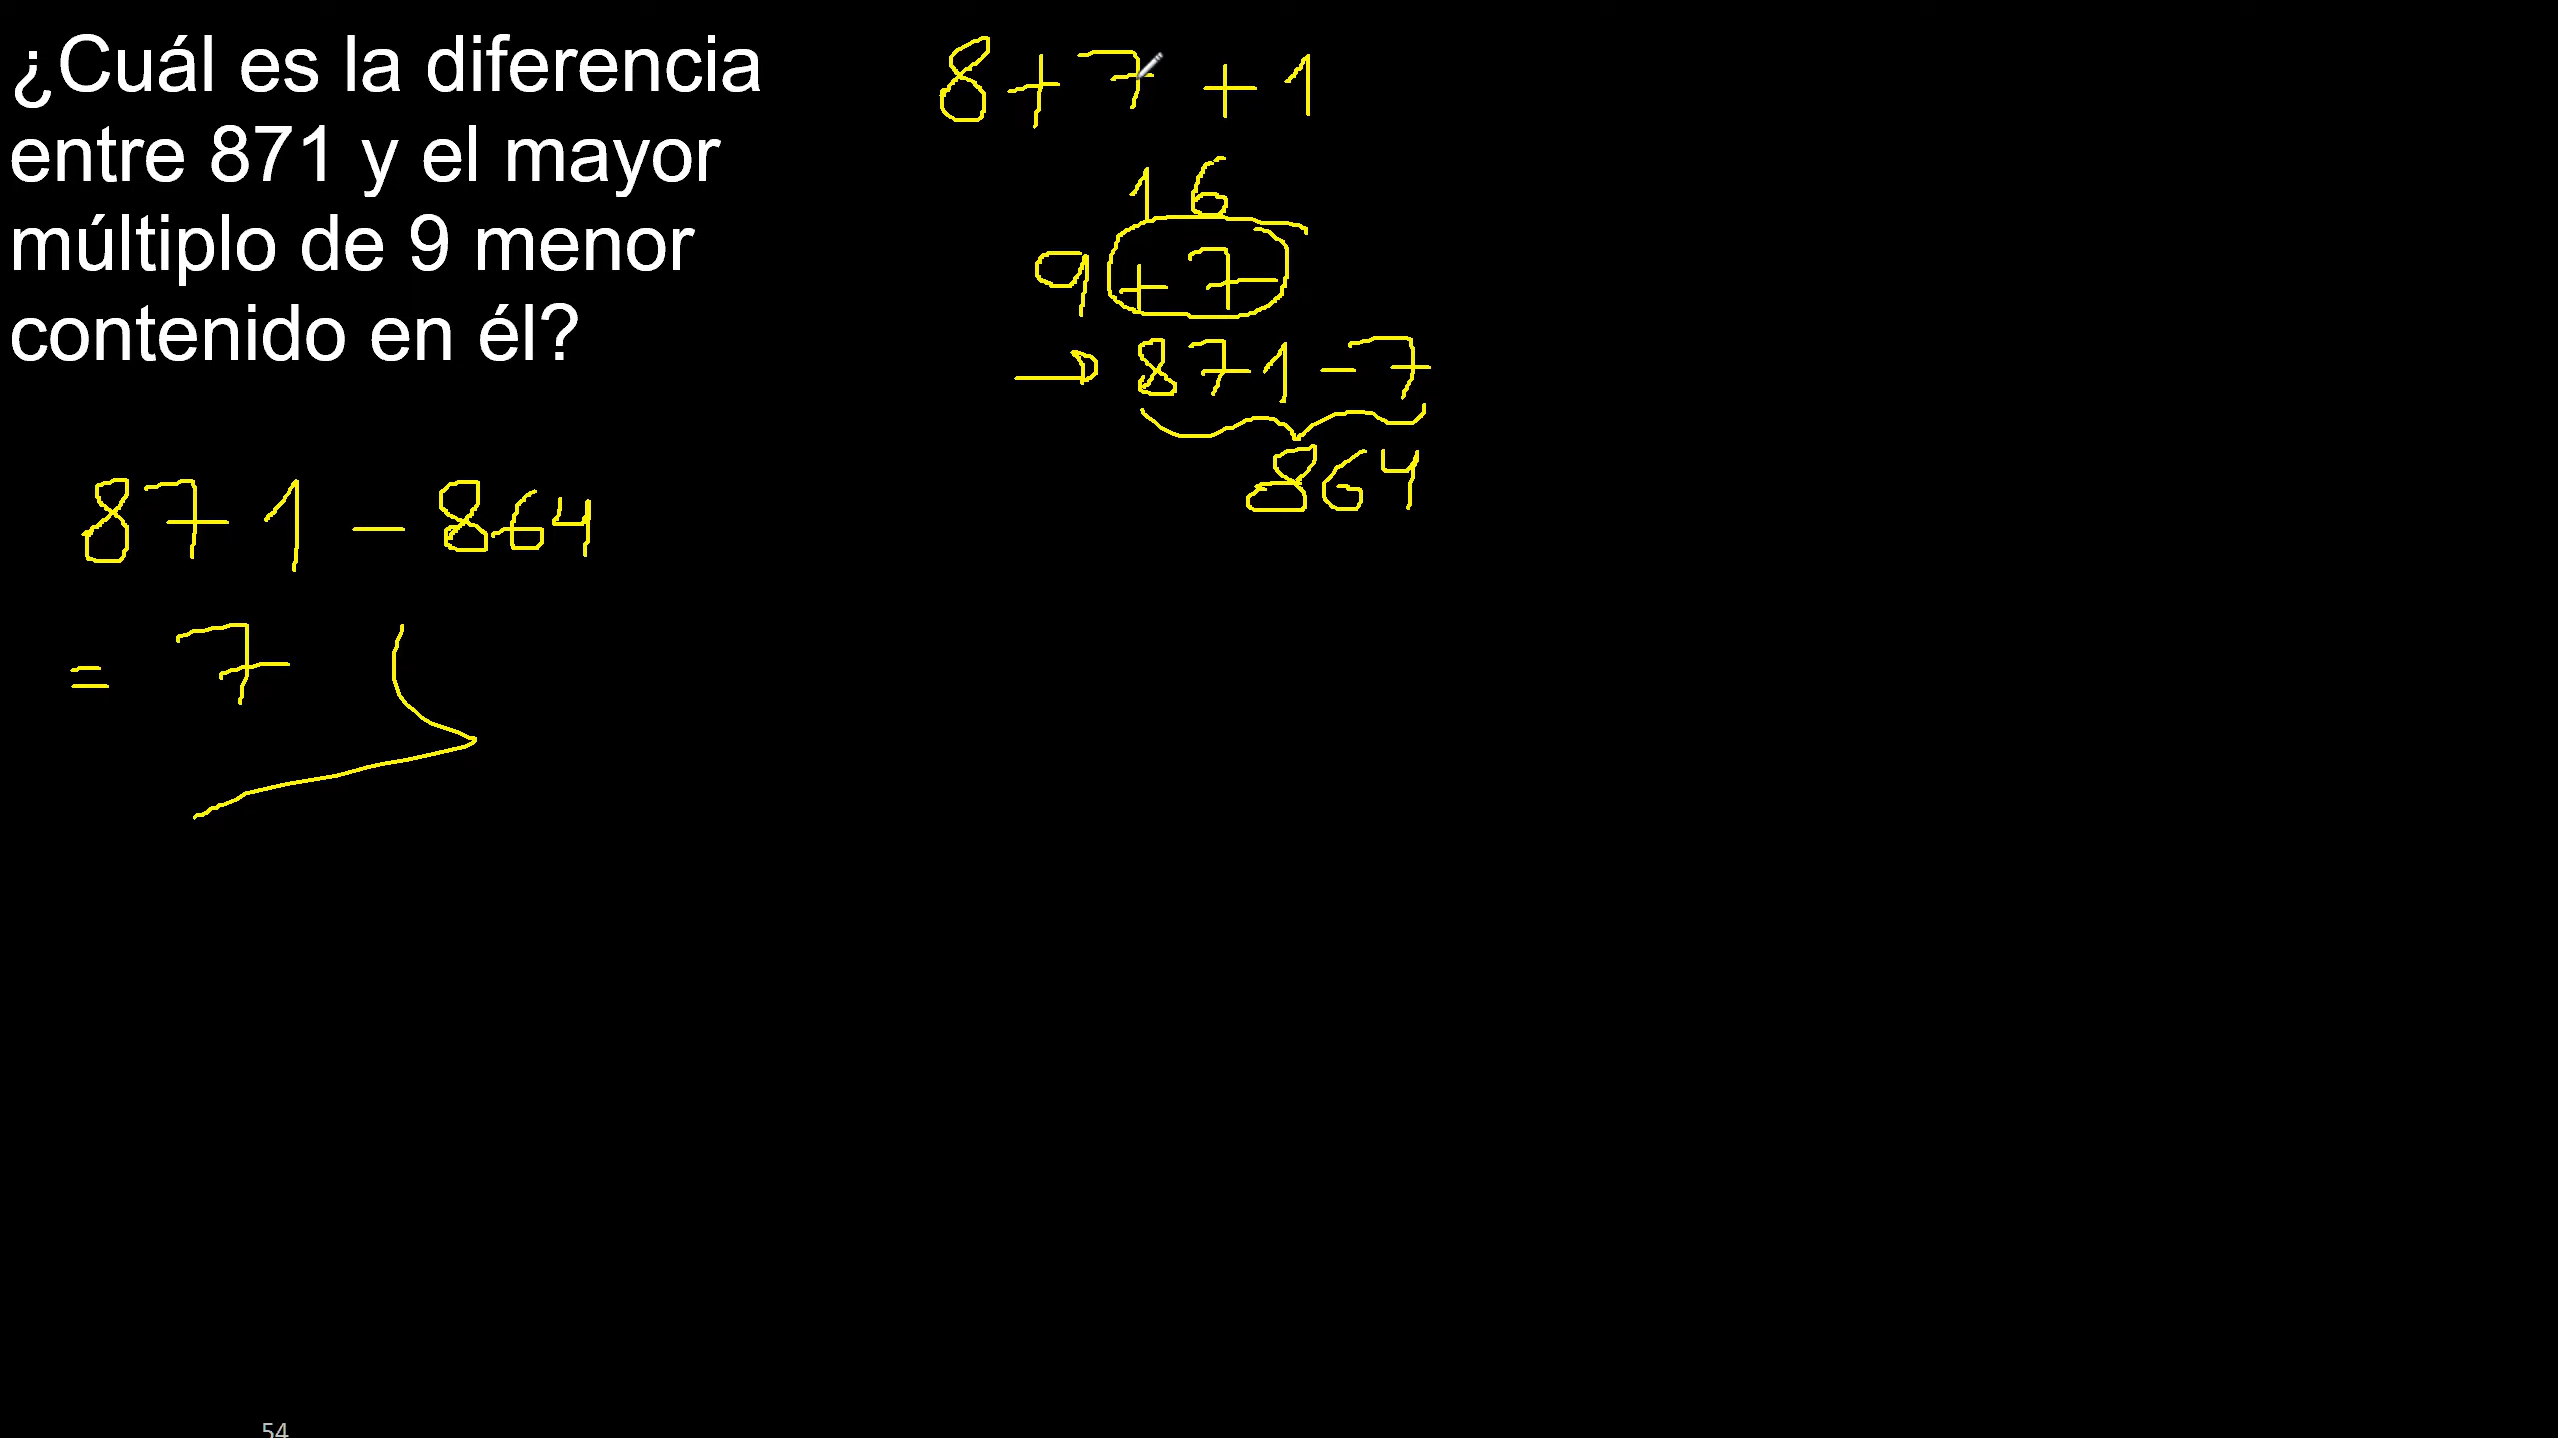 ¿Cuál es la diferencia
entre 871 y el mayor
múltiplo de 9 menor
contenido en él?
871 - 864
= 7
8 + 7 + 1
16
9 + 7
→ 871 - 7
864
54